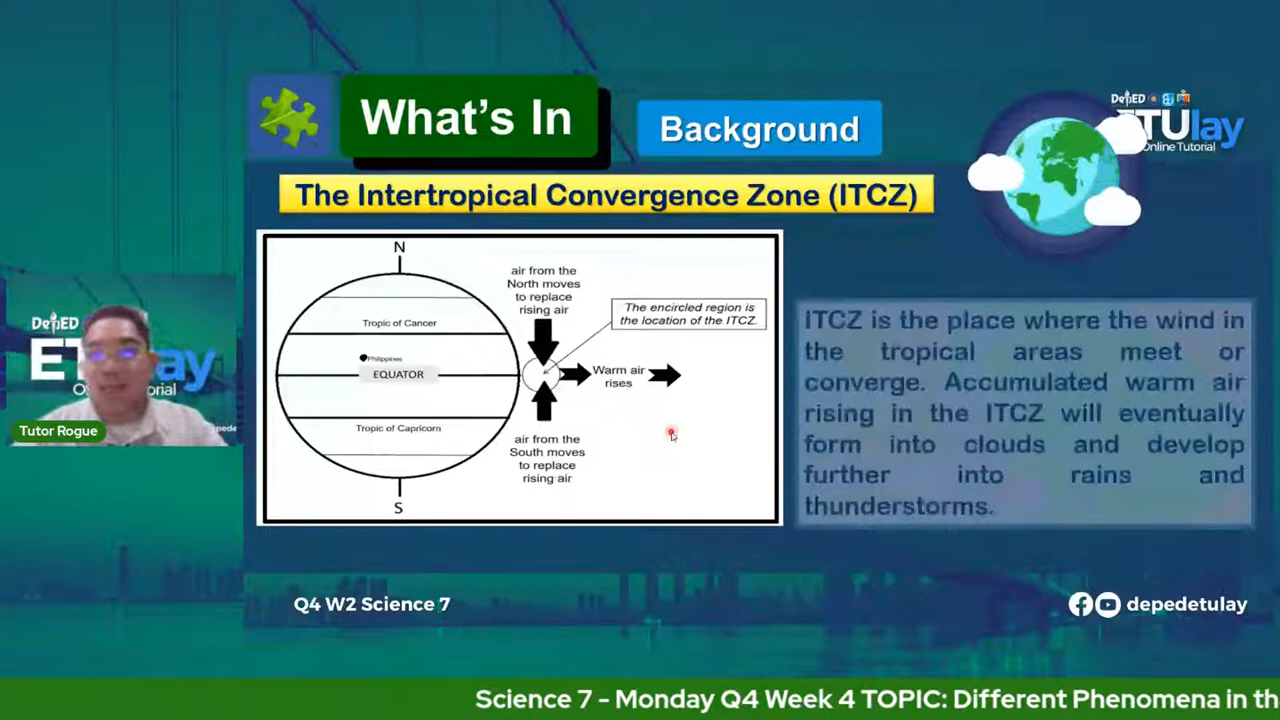 What's In
Background
DepED
ETUlay
Online Tutorial
The Intertropical Convergence Zone (ITCZ)
N
Tropic of Cancer
Philippines
EQUATOR
Tropic of Capricorn
S
air from the
North moves
to replace
rising air
The encircled region is
the location of the ITCZ.
Warm air
rises
air from the
South moves
to replace
rising air
ITCZ is the place where the wind in
the tropical areas meet or
converge. Accumulated warm air
rising in the ITCZ will eventually
form into clouds and develop
further into rains and
thunderstorms.
DepED
Tutor Rogue
Q4 W2 Science 7
depedetulay
Science 7 - Monday Q4 Week 4 TOPIC: Different Phenomena in th